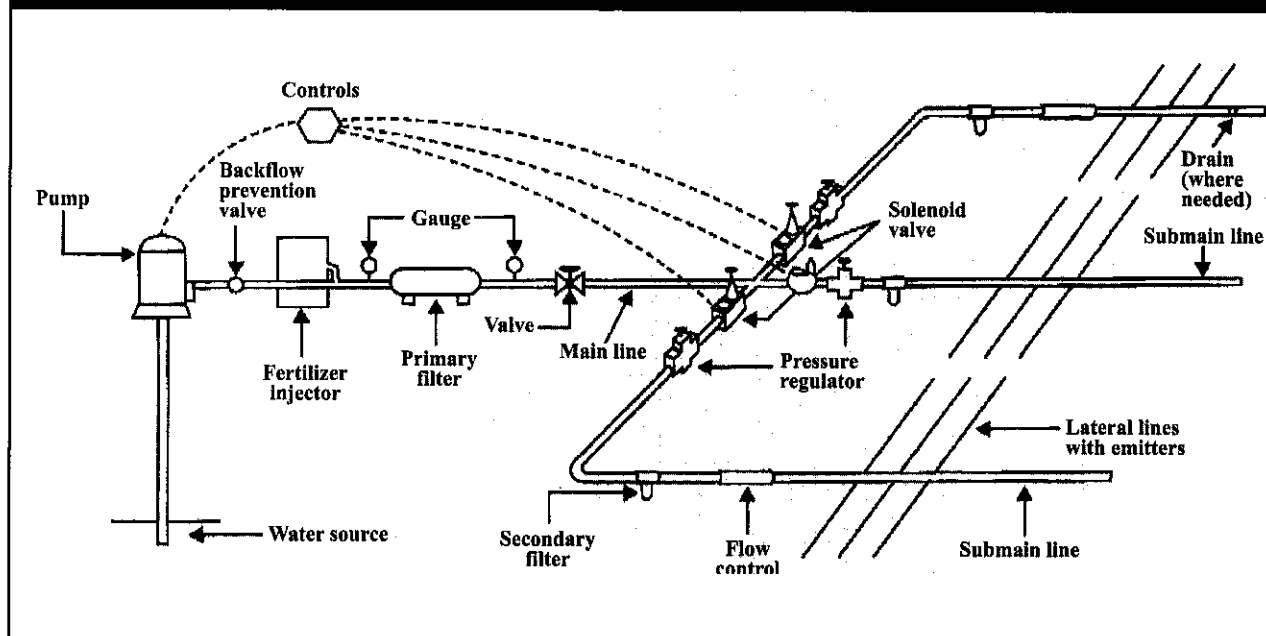 Controls
Backflow
prevention
valve
Pump
Gauge
Solenoid
valve
Drain
(where
needed)
Submain line
Valve
Main line
Primary
filter
Fertilizer
injector
Pressure
regulator
Lateral lines
with emitters
Water source
Secondary
filter
Flow
control
Submain line